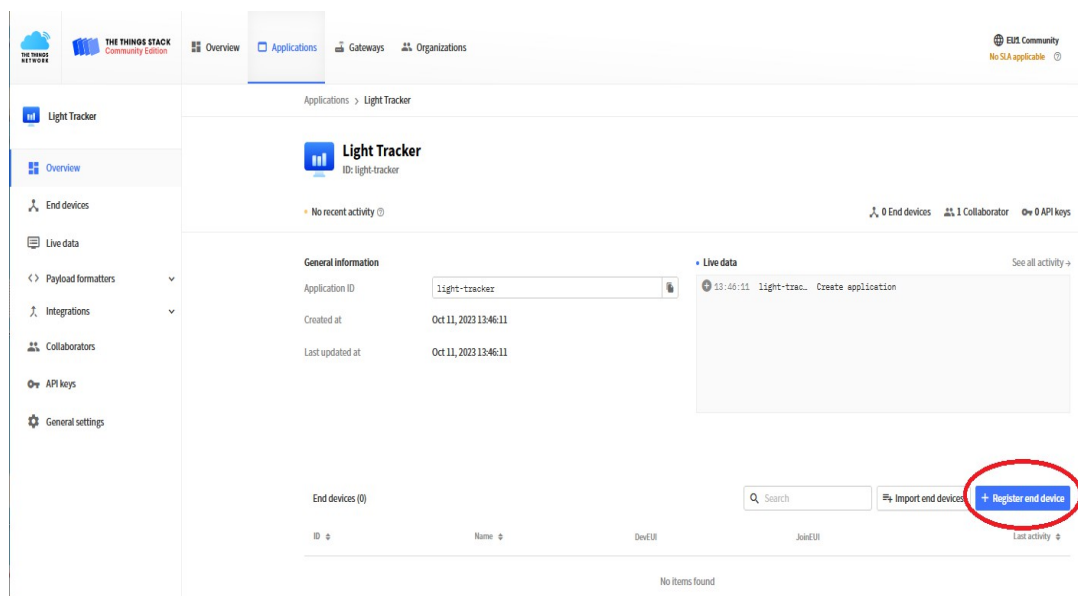 THE THINGS NETWORK
THE THINGS STACK
Community Edition
Overview
Applications
Gateways
Organizations
EU1 Community
No SLA applicable
Light Tracker
Overview
End devices
Live data
Payload formatters
Integrations
Collaborators
API keys
General settings
Applications > Light Tracker
Light Tracker
ID: light-tracker
No recent activity
0 End devices 1 Collaborator 0 API keys
General information
Application ID light-tracker
Created at Oct 11, 2023 13:46:11
Last updated at Oct 11, 2023 13:46:11
Live data See all activity →
13:46:11 light-trac… Create application
End devices (0)
Search
Import end devices
+ Register end device
ID Name DevEUI JoinEUI Last activity
No items found